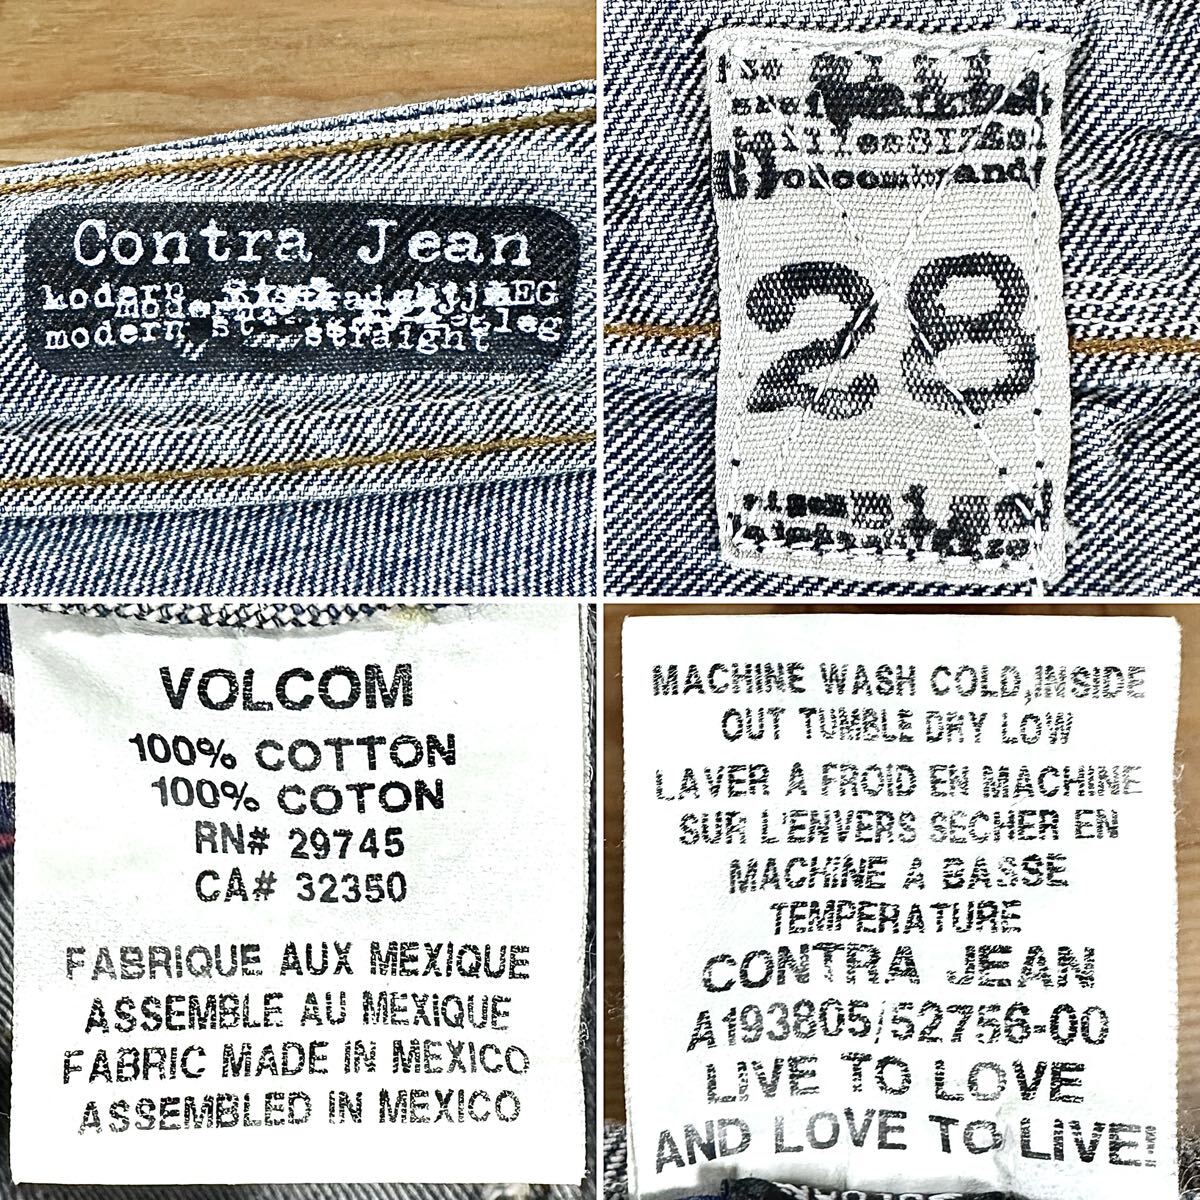 Contra Jean
modern straight
28
VOLCOM
100% COTTON
100% COTON
RN# 29745
CA# 32350
FABRIQUE AUX MEXIQUE
ASSEMBLE AU MEXIQUE
FABRIC MADE IN MEXICO
ASSEMBLED IN MEXICO
MACHINE WASH COLD,INSIDE
OUT TUMBLE DRY LOW
LAVER A FROID EN MACHINE
SUR L'ENVERS SECHER EN
MACHINE A BASSE
TEMPERATURE
CONTRA JEAN
A193805/52756-00
LIVE TO LOVE
AND LOVE TO LIVE!